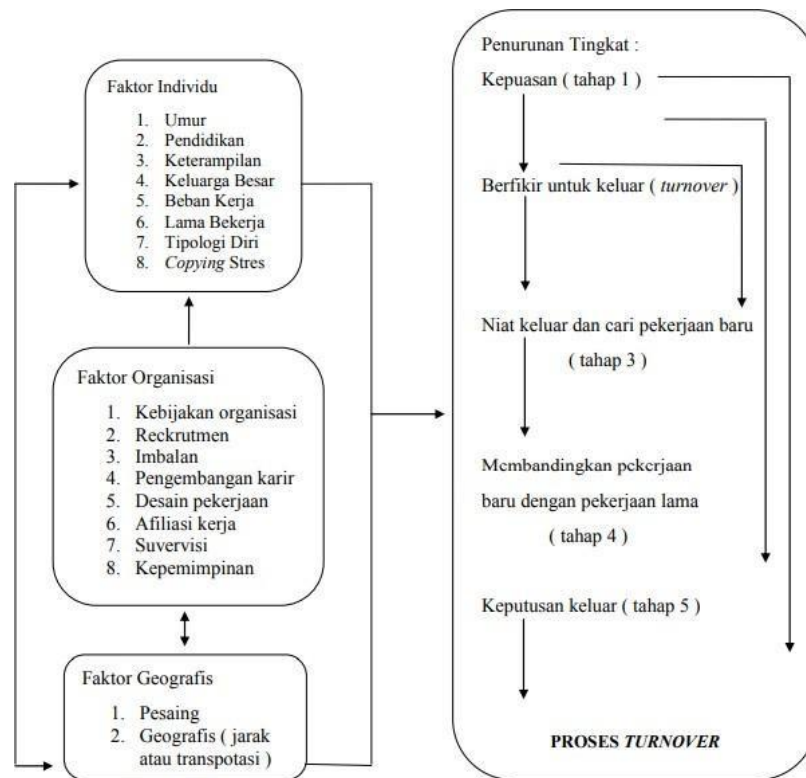 Faktor Individu
1. Umur
2. Pendidikan
3. Keterampilan
4. Keluarga Besar
5. Beban Kerja
6. Lama Bekerja
7. Tipologi Diri
8. Copying Stres
Faktor Organisasi
1. Kebijakan organisasi
2. Reckrutmen
3. Imbalan
4. Pengembangan karir
5. Desain pekerjaan
6. Afiliasi kerja
7. Suvervisi
8. Kepemimpinan
Faktor Geografis
1. Pesaing
2. Geografis ( jarak
atau transpotasi )
Penurunan Tingkat :
Kepuasan ( tahap 1 )
Berfikir untuk keluar ( turnover )
Niat keluar dan cari pekerjaan baru
( tahap 3 )
Membandingkan pekerjaan
baru dengan pekerjaan lama
( tahap 4 )
Keputusan keluar ( tahap 5 )
PROSES TURNOVER